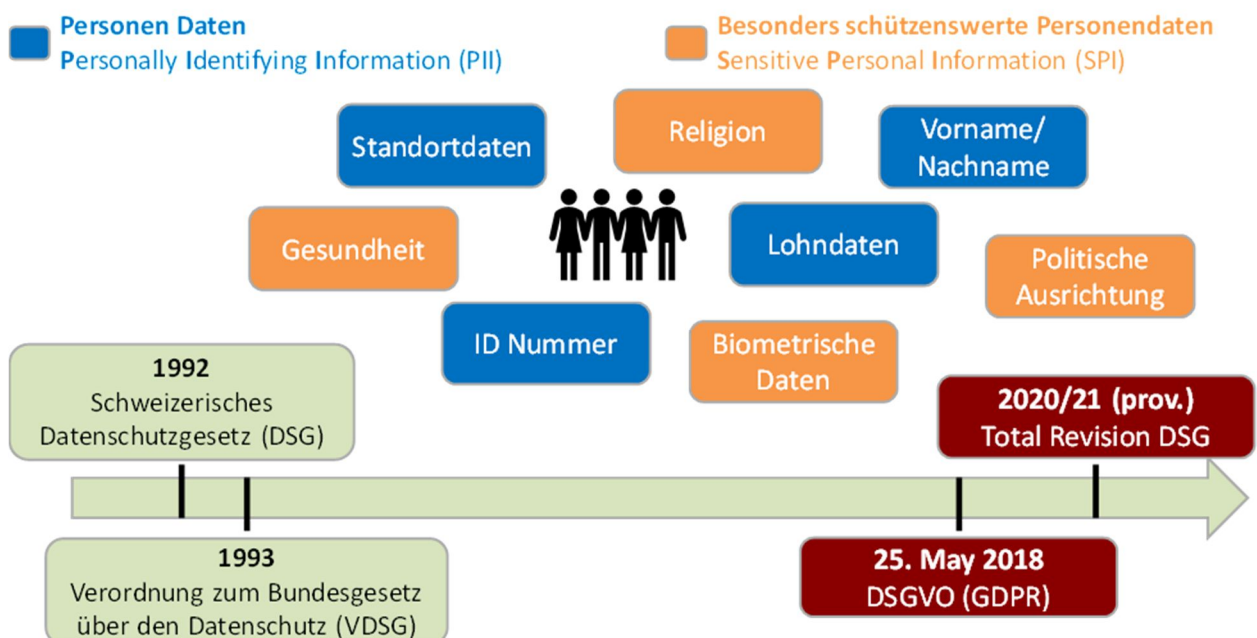 Personen Daten
Personally Identifying Information (PII)
Besonders schützenswerte Personendaten
Sensitive Personal Information (SPI)
Standortdaten
Religion
Vorname/
Nachname
Gesundheit
Lohndaten
Politische
Ausrichtung
ID Nummer
Biometrische
Daten
1992
Schweizerisches
Datenschutzgesetz (DSG)
2020/21 (prov.)
Total Revision DSG
1993
Verordnung zum Bundesgesetz
über den Datenschutz (VDSG)
25. May 2018
DSGVO (GDPR)